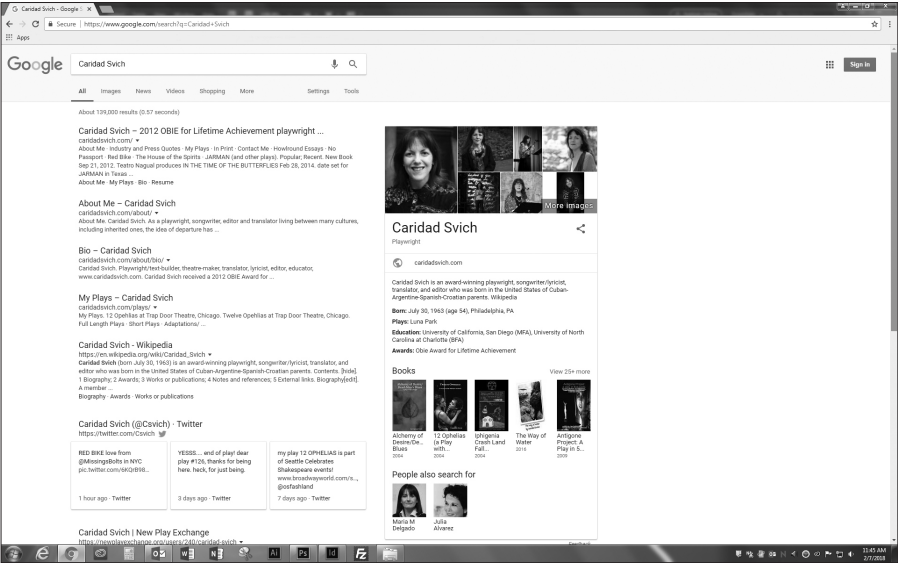 Caridad Svich - Google S
Secure | https://www.google.com/search?q=Caridad+Svich
Apps
Google
Caridad Svich
Sign in
All Images News Videos Shopping More Settings Tools
About 139,000 results (0.57 seconds)
Caridad Svich – 2012 OBIE for Lifetime Achievement playwright ...
caridadsvich.com/
About Me · Industry and Press Quotes · My Plays · In Print · Contact Me · Howlround Essays · No
Passport · Red Bike · The House of the Spirits · JARMAN (and other plays). Popular; Recent. New Book
Sep 21, 2012. Teatro Nagual produces IN THE TIME OF THE BUTTERFLIES Feb 28, 2014. date set for
JARMAN in Texas ...
About Me · My Plays · Bio · Resume
About Me – Caridad Svich
caridadsvich.com/about/
About Me. Caridad Svich. As a playwright, songwriter, editor and translator living between many cultures,
including inherited ones, the idea of departure has ...
Bio – Caridad Svich
caridadsvich.com/about/bio/
Caridad Svich. Playwright/text-builder, theatre-maker, translator, lyricist, editor, educator,
www.caridadsvich.com. Caridad Svich received a 2012 OBIE Award for ...
My Plays – Caridad Svich
caridadsvich.com/plays/
My Plays. 12 Ophelias at Trap Door Theatre, Chicago. Twelve Ophelias at Trap Door Theatre, Chicago.
Full Length Plays · Short Plays · Adaptations/ ...
Caridad Svich - Wikipedia
https://en.wikipedia.org/wiki/Caridad_Svich
Caridad Svich (born July 30, 1963) is an award-winning playwright, songwriter/lyricist, translator, and
editor who was born in the United States of Cuban-Argentine-Spanish-Croatian parents. Contents. [hide].
1 Biography; 2 Awards; 3 Works or publications; 4 Notes and references; 5 External links. Biography[edit].
A member ...
Biography · Awards · Works or publications
Caridad Svich (@Csvich) · Twitter
https://twitter.com/Csvich
RED BIKE love from
@MissingsBolts in NYC
pic.twitter.com/6KQrB98...
1 hour ago · Twitter
YESSS.... end of play! dear
play #126, thanks for being
here. heck, for just being.
3 days ago · Twitter
my play 12 OPHELIAS is part
of Seattle Celebrates
Shakespeare events!
www.broadwayworld.com/s...,
@osfashland
7 days ago · Twitter
Caridad Svich | New Play Exchange
https://newplayexchange.org/users/240/caridad-svich
More images
Caridad Svich
Playwright
caridadsvich.com
Caridad Svich is an award-winning playwright, songwriter/lyricist,
translator, and editor who was born in the United States of Cuban-
Argentine-Spanish-Croatian parents. Wikipedia
Born: July 30, 1963 (age 54), Philadelphia, PA
Plays: Luna Park
Education: University of California, San Diego (MFA), University of North
Carolina at Charlotte (BFA)
Awards: Obie Award for Lifetime Achievement
Books
View 25+ more
Alchemy of
Desire/De...
Blues
2004
12 Ophelias
(a Play
with...
2004
Iphigenia
Crash Land
Fall...
2004
The Way of
Water
2016
Antigone
Project: A
Play in 5...
2009
People also search for
Maria M
Delgado
Julia
Alvarez
Feedback
Ai
Ps
Id
11:45 AM
2/7/2018